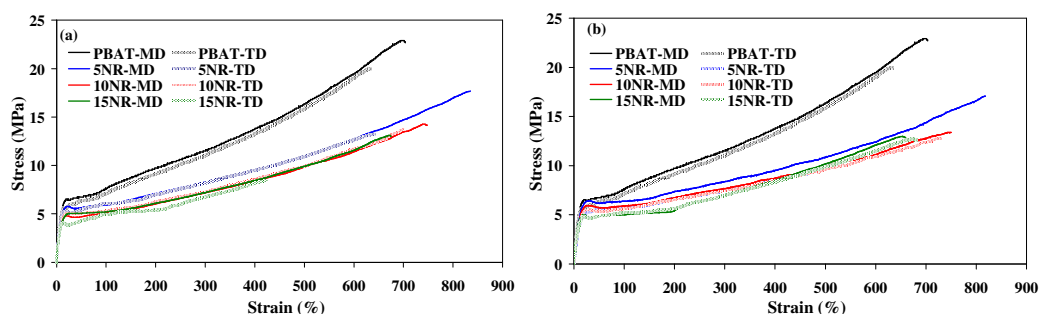 (a)
PBAT-MD PBAT-TD
5NR-MD 5NR-TD
10NR-MD 10NR-TD
15NR-MD 15NR-TD
25
20
15
10
5
0
Stress (MPa)
0 100 200 300 400 500 600 700 800 900
Strain (%)
(b)
PBAT-MD PBAT-TD
5NR-MD 5NR-TD
10NR-MD 10NR-TD
15NR-MD 15NR-TD
25
20
15
10
5
0
Stress (MPa)
0 100 200 300 400 500 600 700 800 900
Strain (%)